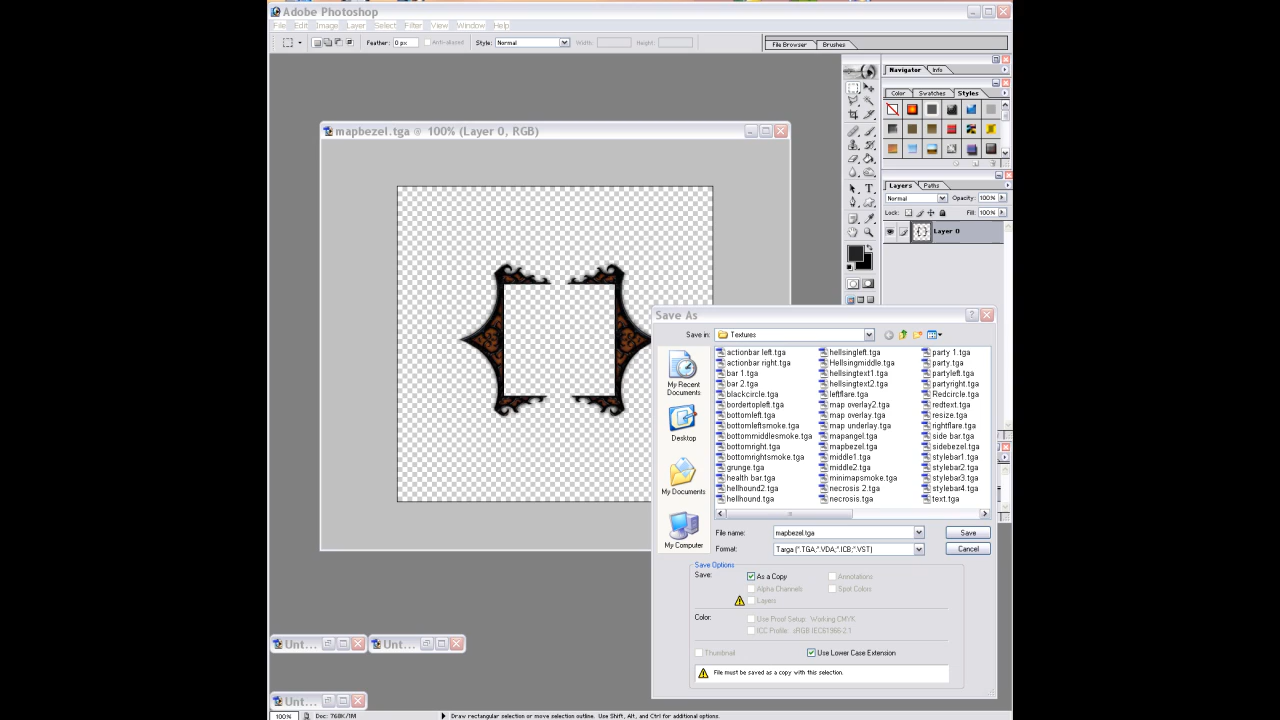 Adobe Photoshop
File Edit Image Layer Select Filter View Window Help
Feather: 0 px Anti-aliased Style: Normal Width: Height: File Browser Brushes
Navigator Info
Color Swatches Styles
mapbezel.tga @ 100% (Layer 0, RGB)
Layers Paths
Normal Opacity: 100%
Lock: Fill: 100%
Layer 0
Save As
Save in: Textures
My Recent Documents
Desktop
My Documents
My Computer
actionbar left.tga
actionbar right.tga
bar 1.tga
bar 2.tga
blackcircle.tga
bordertopleft.tga
bottomleft.tga
bottomleftsmoke.tga
bottommiddlesmoke.tga
bottomright.tga
bottomrightsmoke.tga
grunge.tga
health bar.tga
hellhound2.tga
hellhound.tga
hellsingleft.tga
Hellsingmiddle.tga
hellsingtext1.tga
hellsingtext2.tga
leftflare.tga
map overlay2.tga
map overlay.tga
map underlay.tga
mapangel.tga
mapbezel.tga
middle1.tga
middle2.tga
minimapsmoke.tga
necrosis 2.tga
necrosis.tga
party 1.tga
party.tga
partyleft.tga
partyright.tga
Redcircle.tga
redtext.tga
resize.tga
rightflare.tga
side bar.tga
sidebezel.tga
stylebar1.tga
stylebar2.tga
stylebar3.tga
stylebar4.tga
text.tga
File name: mapbezel.tga Save
Format: Targa (*.TGA;*.VDA;*.ICB;*.VST) Cancel
Save Options
Save: As a Copy Annotations
Alpha Channels Spot Colors
Layers
Color: Use Proof Setup: Working CMYK
ICC Profile: sRGB IEC61966-2.1
Thumbnail Use Lower Case Extension
File must be saved as a copy with this selection.
Unt... Unt...
Unt...
100% Doc: 768K/1M Draw rectangular selection or move selection outline. Use Shift, Alt, and Ctrl for additional options.